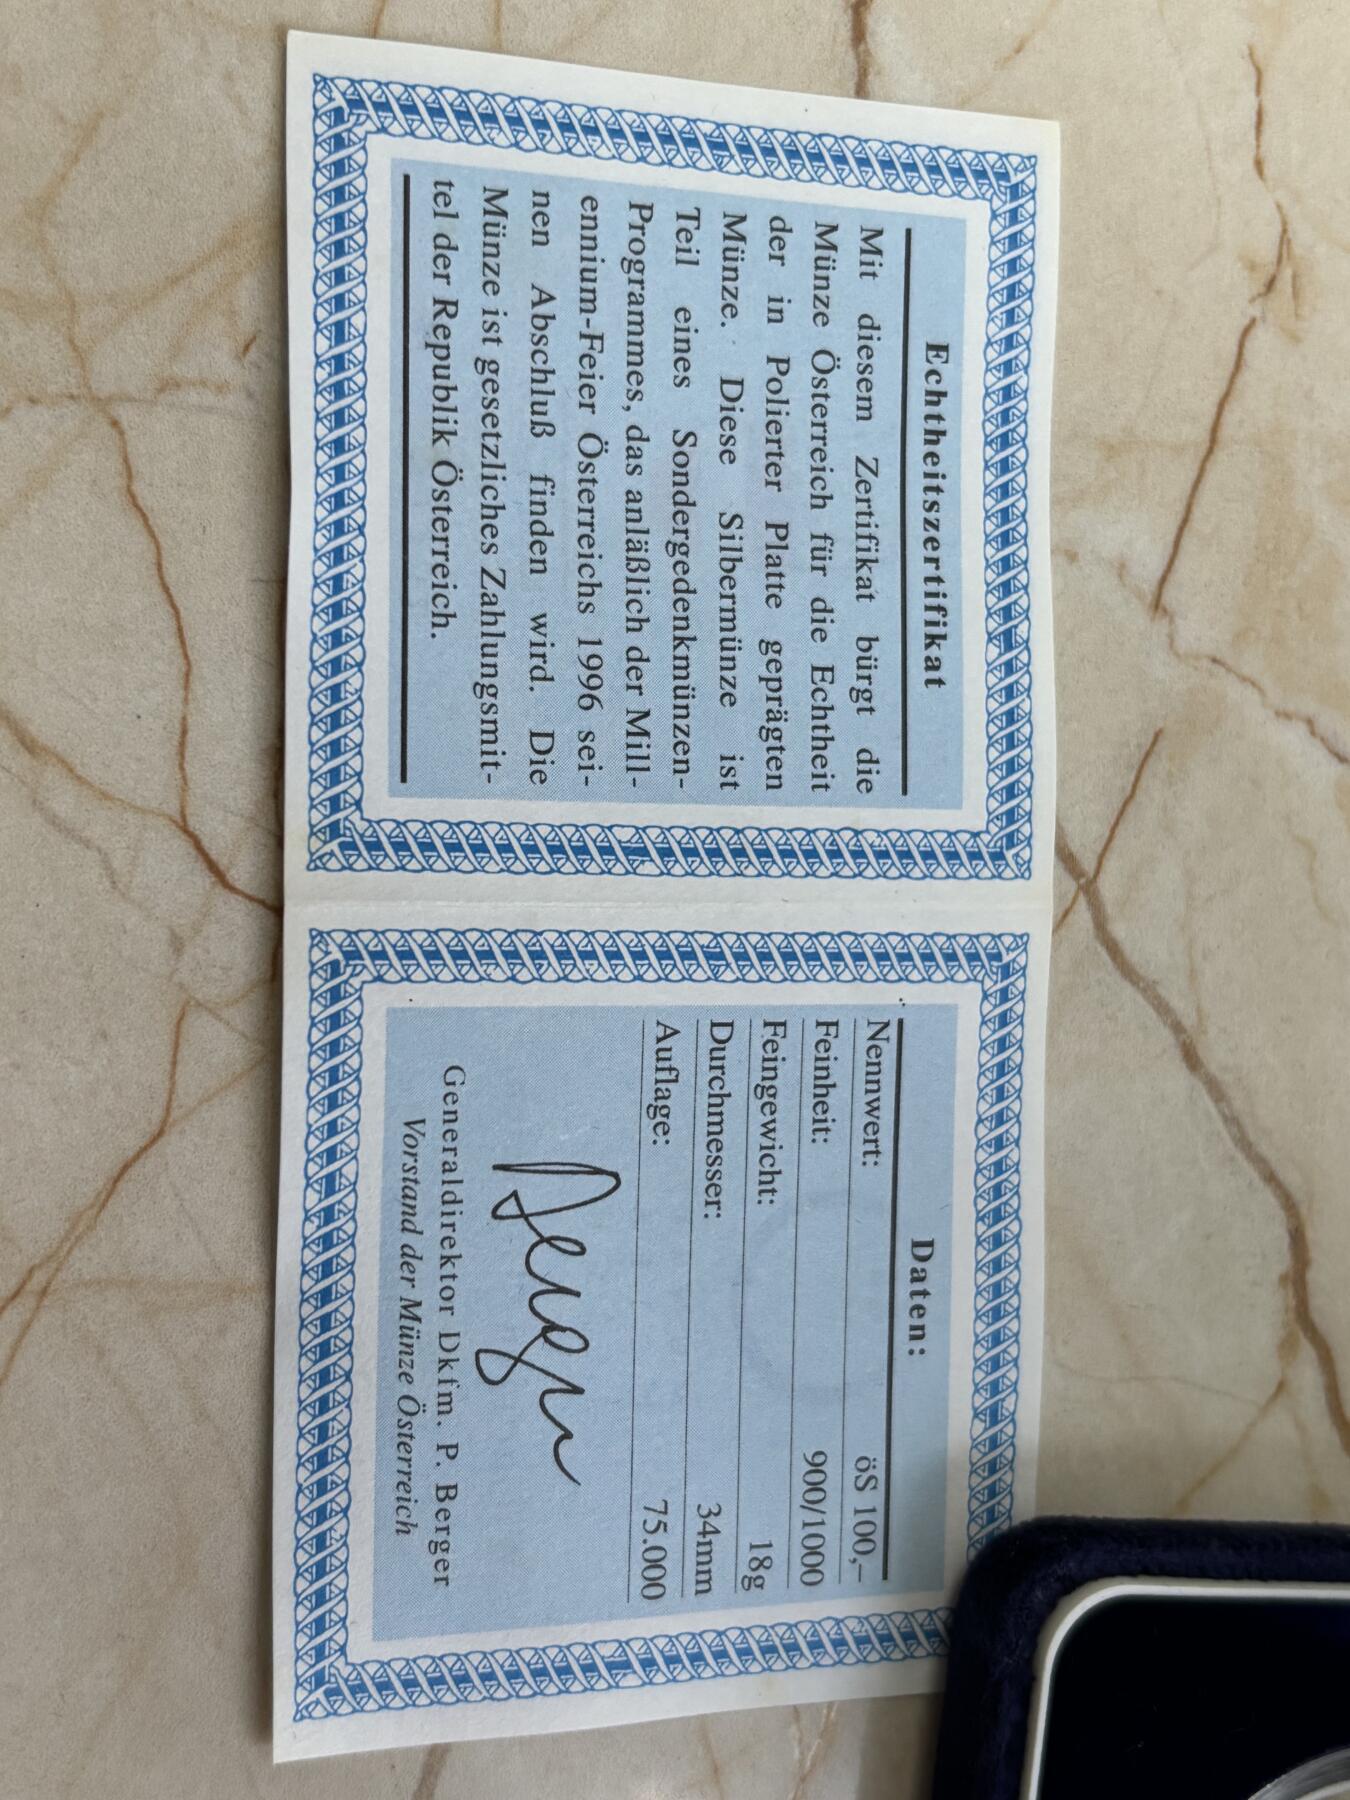 Echtheitszertifikat
Mit diesem Zertifikat bürgt die
Münze Österreich für die Echtheit
der in Polierter Platte geprägten
Münze. Diese Silbermünze ist
Teil eines Sondergedenkmünzen-
Programmes, das anläßlich der Mill-
ennium-Feier Österreichs 1996 sei-
nen Abschluß finden wird. Die
Münze ist gesetzliches Zahlungsmit-
tel der Republik Österreich.
Daten:
Nennwert: öS 100,–
Feinheit: 900/1000
Feingewicht: 18g
Durchmesser: 34mm
Auflage: 75.000
Generaldirektor Dkfm. P. Berger
Vorstand der Münze Österreich